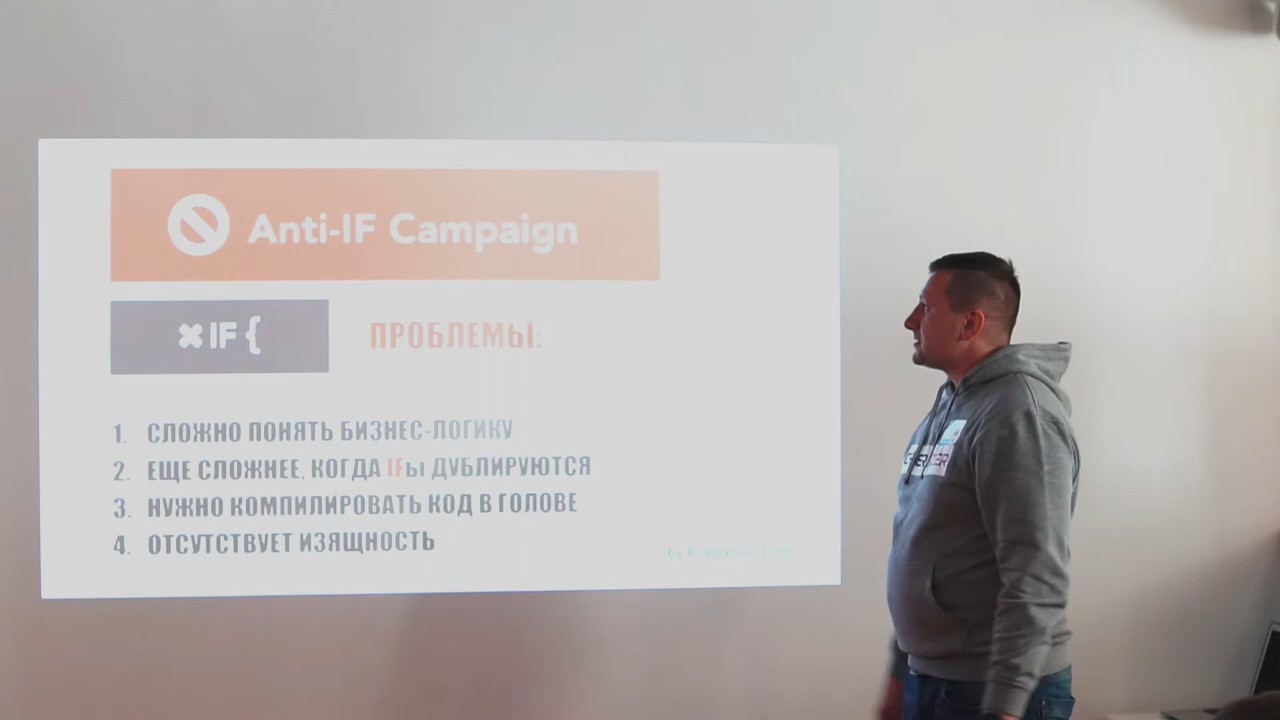 Anti-IF Campaign
IF {
ПРОБЛЕМЫ:
1. СЛОЖНО ПОНЯТЬ БИЗНЕС-ЛОГИКУ
2. ЕЩЕ СЛОЖНЕЕ, КОГДА IFы ДУБЛИРУЮТСЯ
3. НУЖНО КОМПИЛИРОВАТЬ КОД В ГОЛОВЕ
4. ОТСУТСТВУЕТ ИЗЯЩНОСТЬ
by